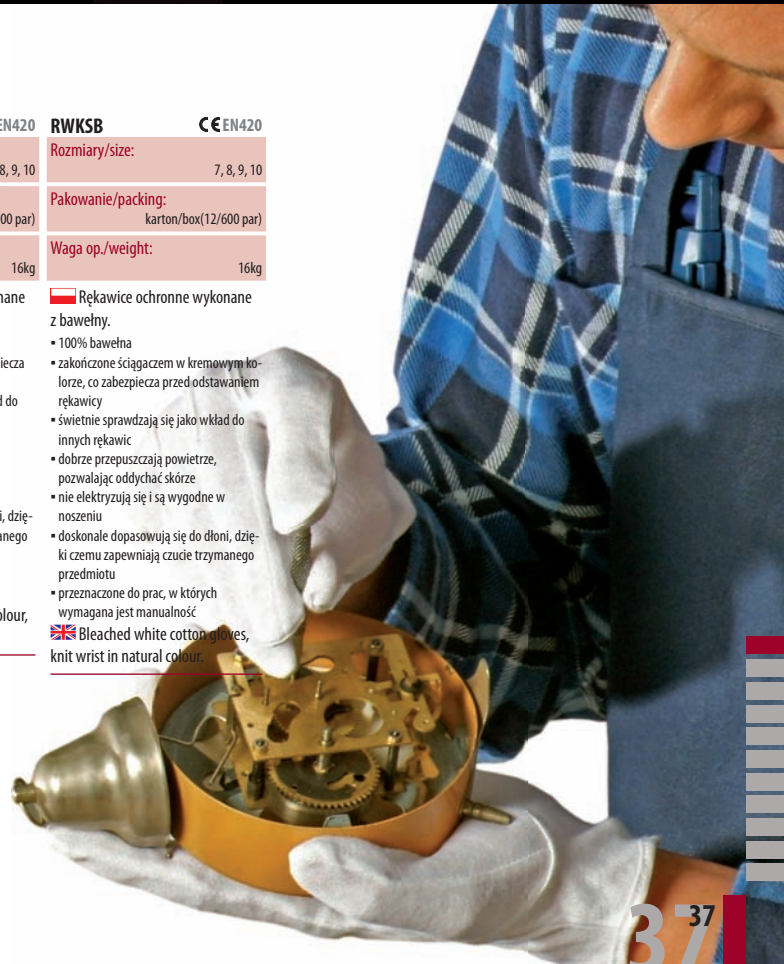 EN420
8, 9, 10
00 par)
16kg
nane
iecza
d do
i, dzię-
anego
olour,
RWKSB CE EN420
Rozmiary/size:
7, 8, 9, 10
Pakowanie/packing:
karton/box(12/600 par)
Waga op./weight:
16kg
Rękawice ochronne wykonane
z bawełny.
▪ 100% bawełna
▪ zakończone ściągaczem w kremowym ko-
lorze, co zabezpiecza przed odstawaniem
rękawicy
▪ świetnie sprawdzają się jako wkład do
innych rękawic
▪ dobrze przepuszczają powietrze,
pozwalając oddychać skórze
▪ nie elektryzują się i są wygodne w
noszeniu
▪ doskonale dopasowują się do dłoni, dzię-
ki czemu zapewniają czucie trzymanego
przedmiotu
▪ przeznaczone do prac, w których
wymagana jest manualność
Bleached white cotton gloves,
knit wrist in natural colour.
37
37